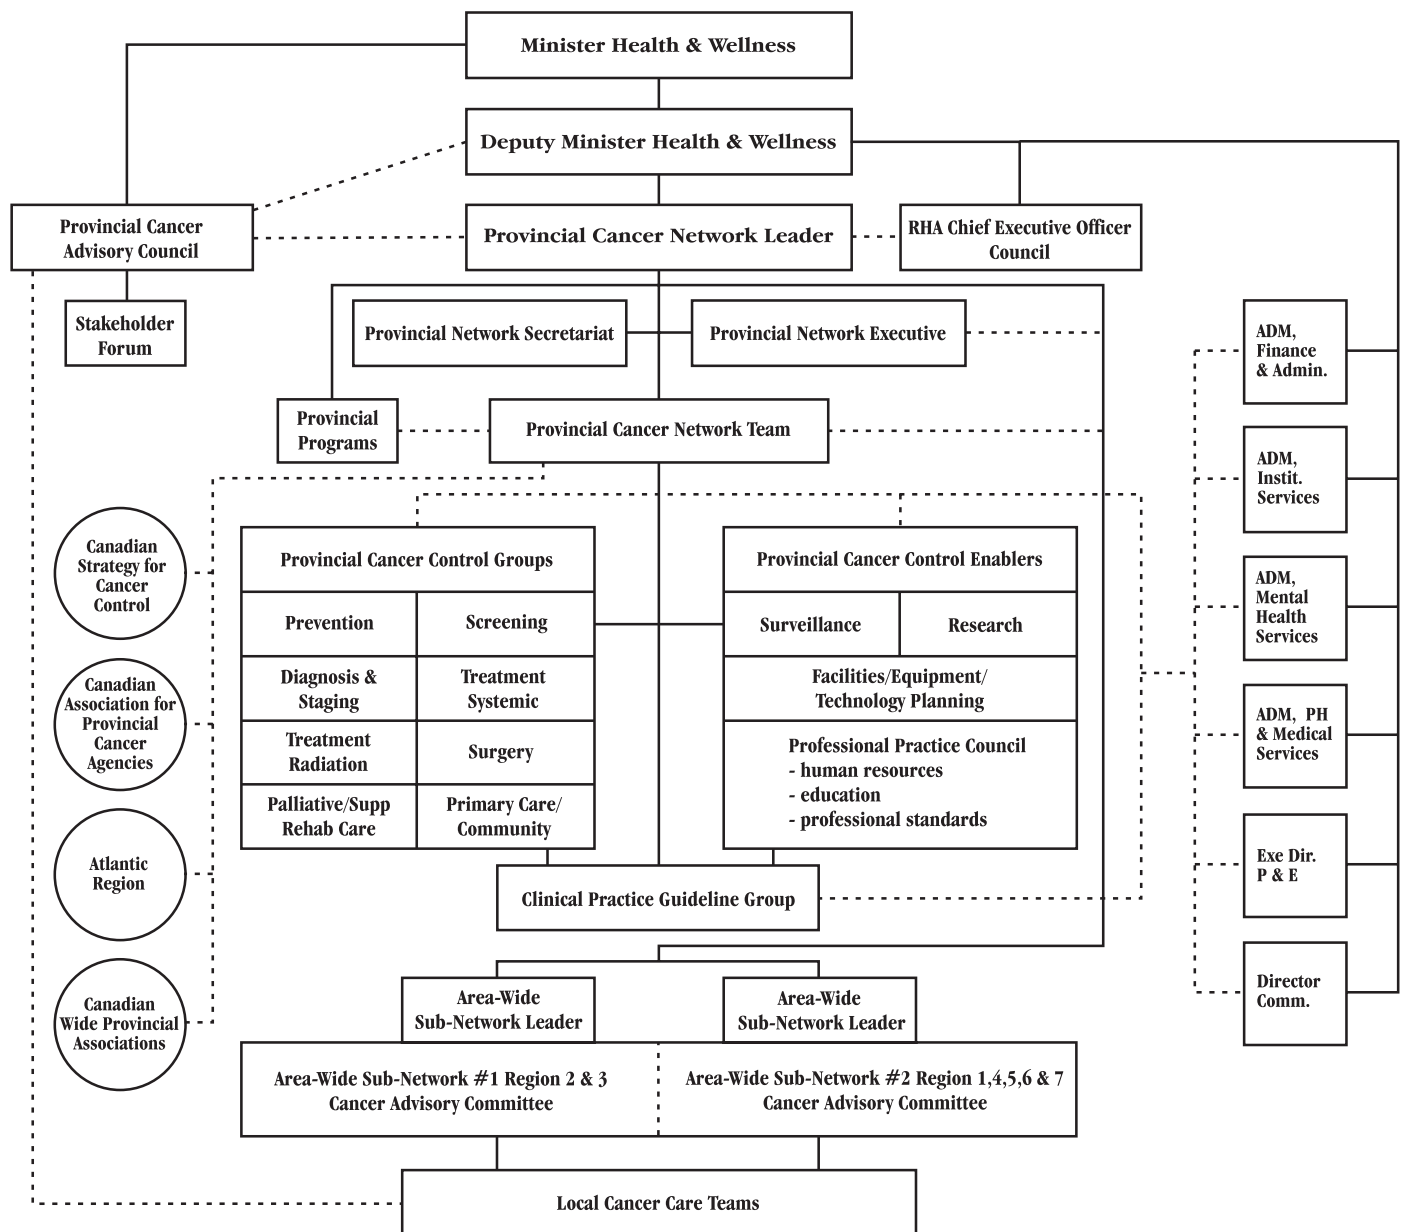 Minister Health & Wellness
Deputy Minister Health & Wellness
Provincial Cancer
Advisory Council
Provincial Cancer Network Leader
RHA Chief Executive Officer
Council
Stakeholder
Forum
Provincial Network Secretariat
Provincial Network Executive
ADM,
Finance
& Admin.
Provincial
Programs
Provincial Cancer Network Team
ADM,
Instit.
Services
Canadian
Strategy for
Cancer
Control
Provincial Cancer Control Groups
Prevention
Screening
Diagnosis &
Staging
Treatment
Systemic
Treatment
Radiation
Surgery
Palliative/Supp
Rehab Care
Primary Care/
Community
Provincial Cancer Control Enablers
Surveillance
Research
Facilities/Equipment/
Technology Planning
Professional Practice Council
- human resources
- education
- professional standards
ADM,
Mental
Health
Services
Canadian
Association for
Provincial
Cancer
Agencies
ADM, PH
& Medical
Services
Atlantic
Region
Clinical Practice Guideline Group
Exe Dir.
P & E
Canadian
Wide Provincial
Associations
Area-Wide
Sub-Network Leader
Area-Wide
Sub-Network Leader
Director
Comm.
Area-Wide Sub-Network #1 Region 2 & 3
Cancer Advisory Committee
Area-Wide Sub-Network #2 Region 1,4,5,6 & 7
Cancer Advisory Committee
Local Cancer Care Teams